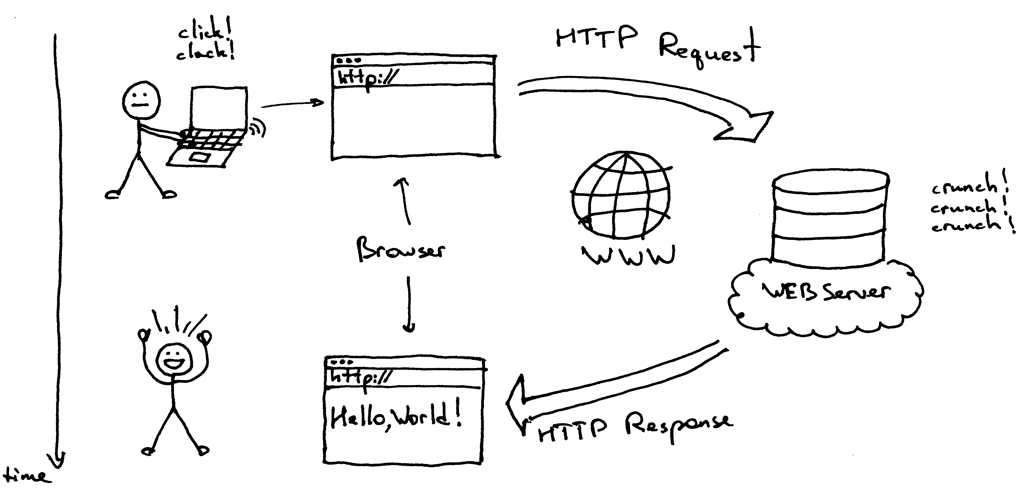 click!
clack!
HTTP Request
http://
crunch!
crunch!
crunch!
WWW
Browser
WEB Server
http://
Hello, World!
HTTP Response
time